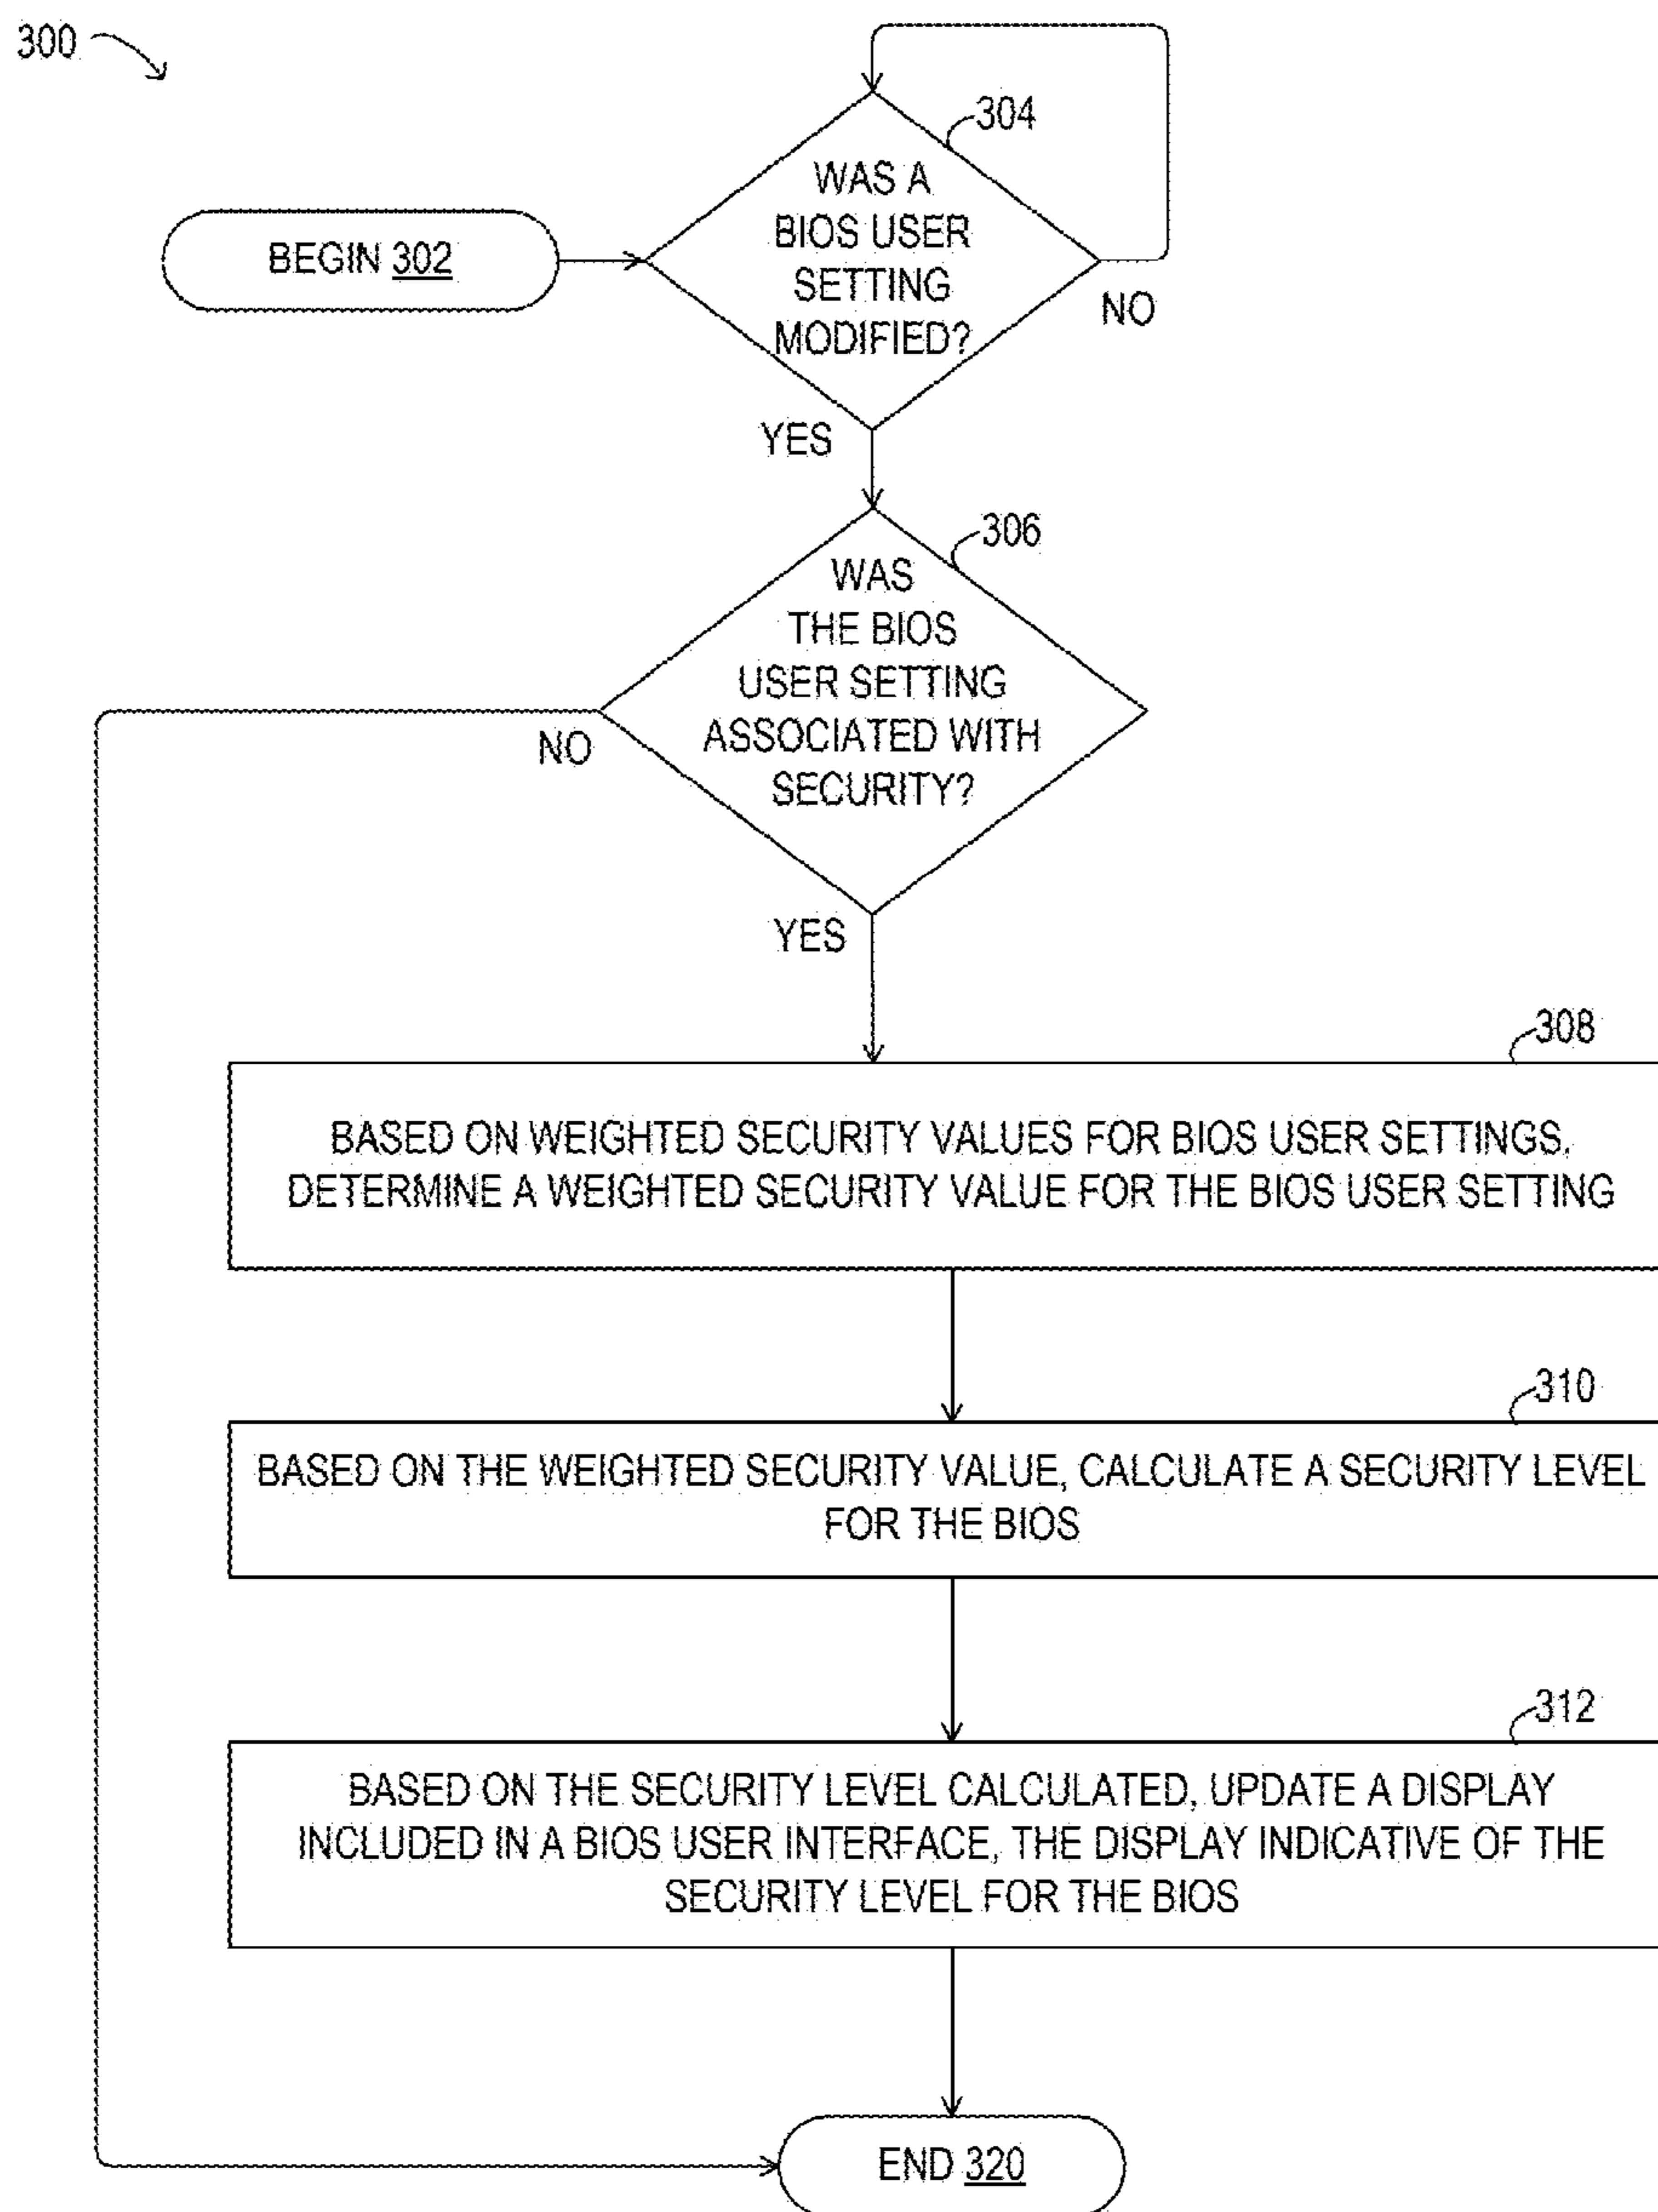 300
304
WAS A
BIOS USER
SETTING
MODIFIED?
BEGIN 302
NO
YES
306
WAS
THE BIOS
USER SETTING
ASSOCIATED WITH
SECURITY?
NO
YES
308
BASED ON WEIGHTED SECURITY VALUES FOR BIOS USER SETTINGS,
DETERMINE A WEIGHTED SECURITY VALUE FOR THE BIOS USER SETTING
310
BASED ON THE WEIGHTED SECURITY VALUE, CALCULATE A SECURITY LEVEL
FOR THE BIOS
312
BASED ON THE SECURITY LEVEL CALCULATED, UPDATE A DISPLAY
INCLUDED IN A BIOS USER INTERFACE, THE DISPLAY INDICATIVE OF THE
SECURITY LEVEL FOR THE BIOS
END 320